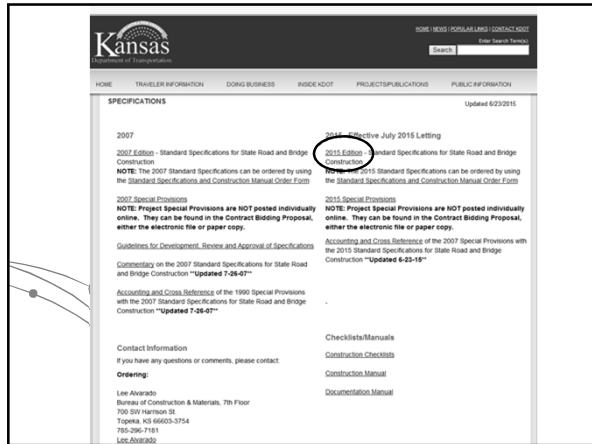 HOME | NEWS | POPULAR LINKS | CONTACT KDOT
Enter Search Term(s):
Search
Kansas
Department of Transportation
HOME TRAVELER INFORMATION DOING BUSINESS INSIDE KDOT PROJECTS/PUBLICATIONS PUBLIC INFORMATION
SPECIFICATIONS
Updated 6/23/2015
2007
2007 Edition - Standard Specifications for State Road and Bridge
Construction
NOTE: The 2007 Standard Specifications can be ordered by using
the Standard Specifications and Construction Manual Order Form
2007 Special Provisions
NOTE: Project Special Provisions are NOT posted individually
online. They can be found in the Contract Bidding Proposal,
either the electronic file or paper copy.
Guidelines for Development, Review and Approval of Specifications
Commentary on the 2007 Standard Specifications for State Road
and Bridge Construction **Updated 7-26-07**
Accounting and Cross Reference of the 1990 Special Provisions
with the 2007 Standard Specifications for State Road and Bridge
Construction **Updated 7-26-07**
2015 - Effective July 2015 Letting
2015 Edition - Standard Specifications for State Road and Bridge
Construction
NOTE: The 2015 Standard Specifications can be ordered by using
the Standard Specifications and Construction Manual Order Form
2015 Special Provisions
NOTE: Project Special Provisions are NOT posted individually
online. They can be found in the Contract Bidding Proposal,
either the electronic file or paper copy.
Accounting and Cross Reference of the 2007 Special Provisions with
the 2015 Standard Specifications for State Road and Bridge
Construction **Updated 6-23-15**
.
Contact Information
If you have any questions or comments, please contact:
Ordering:
Lee Alvarado
Bureau of Construction & Materials, 7th Floor
700 SW Harrison St.
Topeka, KS 66603-3754
785-296-7181
Lee Alvarado
Checklists/Manuals
Construction Checklists
Construction Manual
Documentation Manual